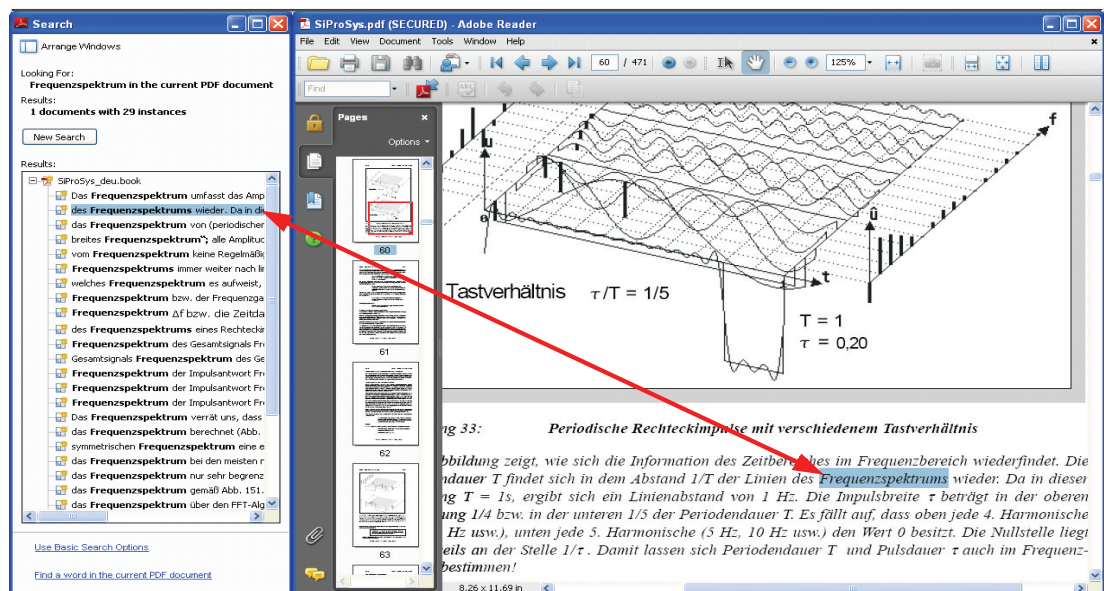 Search
Arrange Windows
Looking For:
Frequenzspektrum in the current PDF document
Results:
1 documents with 29 instances
New Search
Results:
SiProSys_deu.book
Das Frequenzspektrum umfasst das Amp
des Frequenzspektrums wieder. Da in die
das Frequenzspektrum von (periodischer
breites Frequenzspektrum"; alle Amplituc
vom Frequenzspektrum keine Regelmäßig
Frequenzspektrums immer weiter nach lir
welches Frequenzspektrum es aufweist,
Frequenzspektrum bzw. der Frequenzga
Frequenzspektrum Δf bzw. die Zeitda
des Frequenzspektrums eines Rechteckir
Frequenzspektrum des Gesamtsignals Fr
Gesamtsignals Frequenzspektrum des Ge
Frequenzspektrum der Impulsantwort Fr
Frequenzspektrum der Impulsantwort Fr
Frequenzspektrum der Impulsantwort Fr
Das Frequenzspektrum verrät uns, dass
das Frequenzspektrum berechnet (Abb.
symmetrischen Frequenzspektrum eine e
das Frequenzspektrum bei den meisten r
das Frequenzspektrum nur sehr begrenz
das Frequenzspektrum gemäß Abb. 151.
das Frequenzspektrum über den FFT-Alg
Use Basic Search Options
Find a word in the current PDF document
SiProSys.pdf (SECURED) - Adobe Reader
File Edit View Document Tools Window Help
60 / 471
125%
Find
Pages
Options
60
61
62
63
u
f
û
t
Tastverhältnis τ/T = 1/5
T = 1
τ = 0,20
ng 33: Periodische Rechteckimpulse mit verschiedenem Tastverhältnis
bbildung zeigt, wie sich die Information des Zeitbereiches im Frequenzbereich wiederfindet. Die
ndauer T findet sich in dem Abstand 1/T der Linien des Frequenzspektrums wieder. Da in dieser
ng T = 1s, ergibt sich ein Linienabstand von 1 Hz. Die Impulsbreite τ beträgt in der oberen
ung 1/4 bzw. in der unteren 1/5 der Periodendauer T. Es fällt auf, dass oben jede 4. Harmonische
Hz usw.), unten jede 5. Harmonische (5 Hz, 10 Hz usw.) den Wert 0 besitzt. Die Nullstelle liegt
eils an der Stelle 1/τ . Damit lassen sich Periodendauer T und Pulsdauer τ auch im Frequenz-
bestimmen!
8.26 x 11.69 in